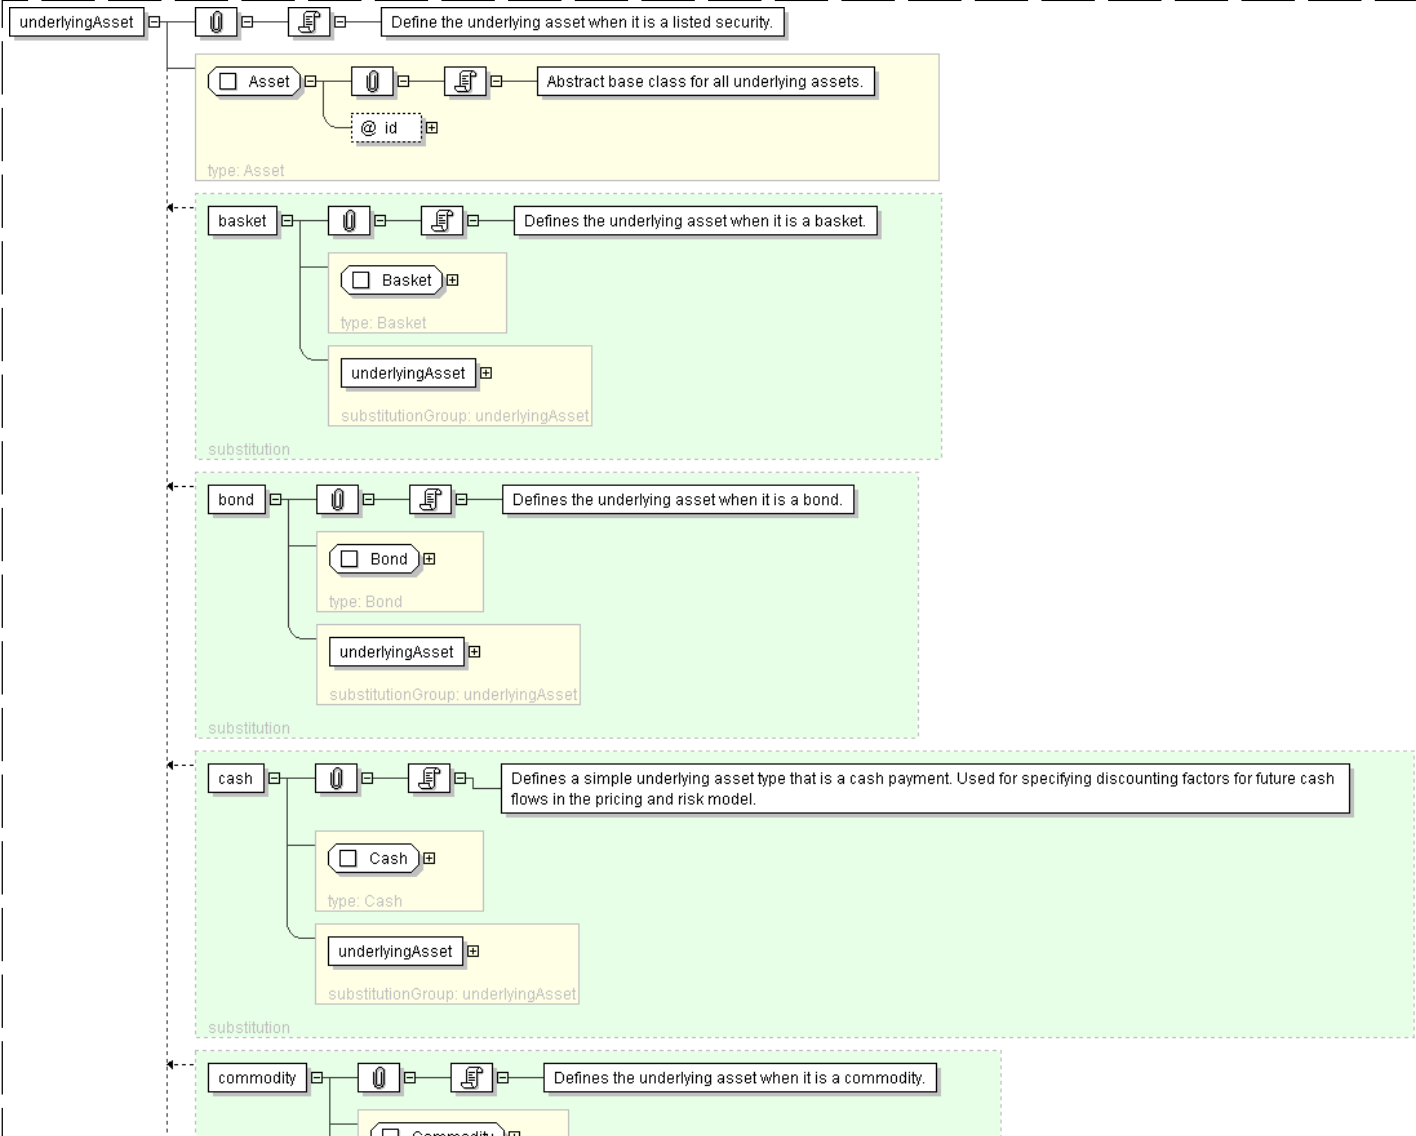 underlyingAsset
Define the underlying asset when it is a listed security.
Asset
Abstract base class for all underlying assets.
@ id
type: Asset
basket
Defines the underlying asset when it is a basket.
Basket
type: Basket
underlyingAsset
substitutionGroup: underlyingAsset
substitution
bond
Defines the underlying asset when it is a bond.
Bond
type: Bond
underlyingAsset
substitutionGroup: underlyingAsset
substitution
cash
Defines a simple underlying asset type that is a cash payment. Used for specifying discounting factors for future cash
flows in the pricing and risk model.
Cash
type: Cash
underlyingAsset
substitutionGroup: underlyingAsset
substitution
commodity
Defines the underlying asset when it is a commodity.
Commodity